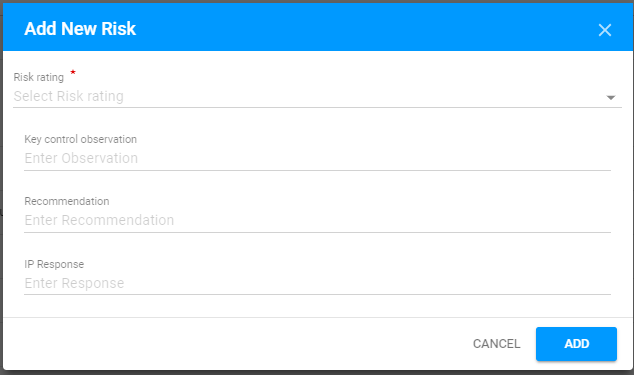 Add New Risk
Risk rating *
Select Risk rating
Key control observation
Enter Observation
Recommendation
Enter Recommendation
IP Response
Enter Response
CANCEL ADD